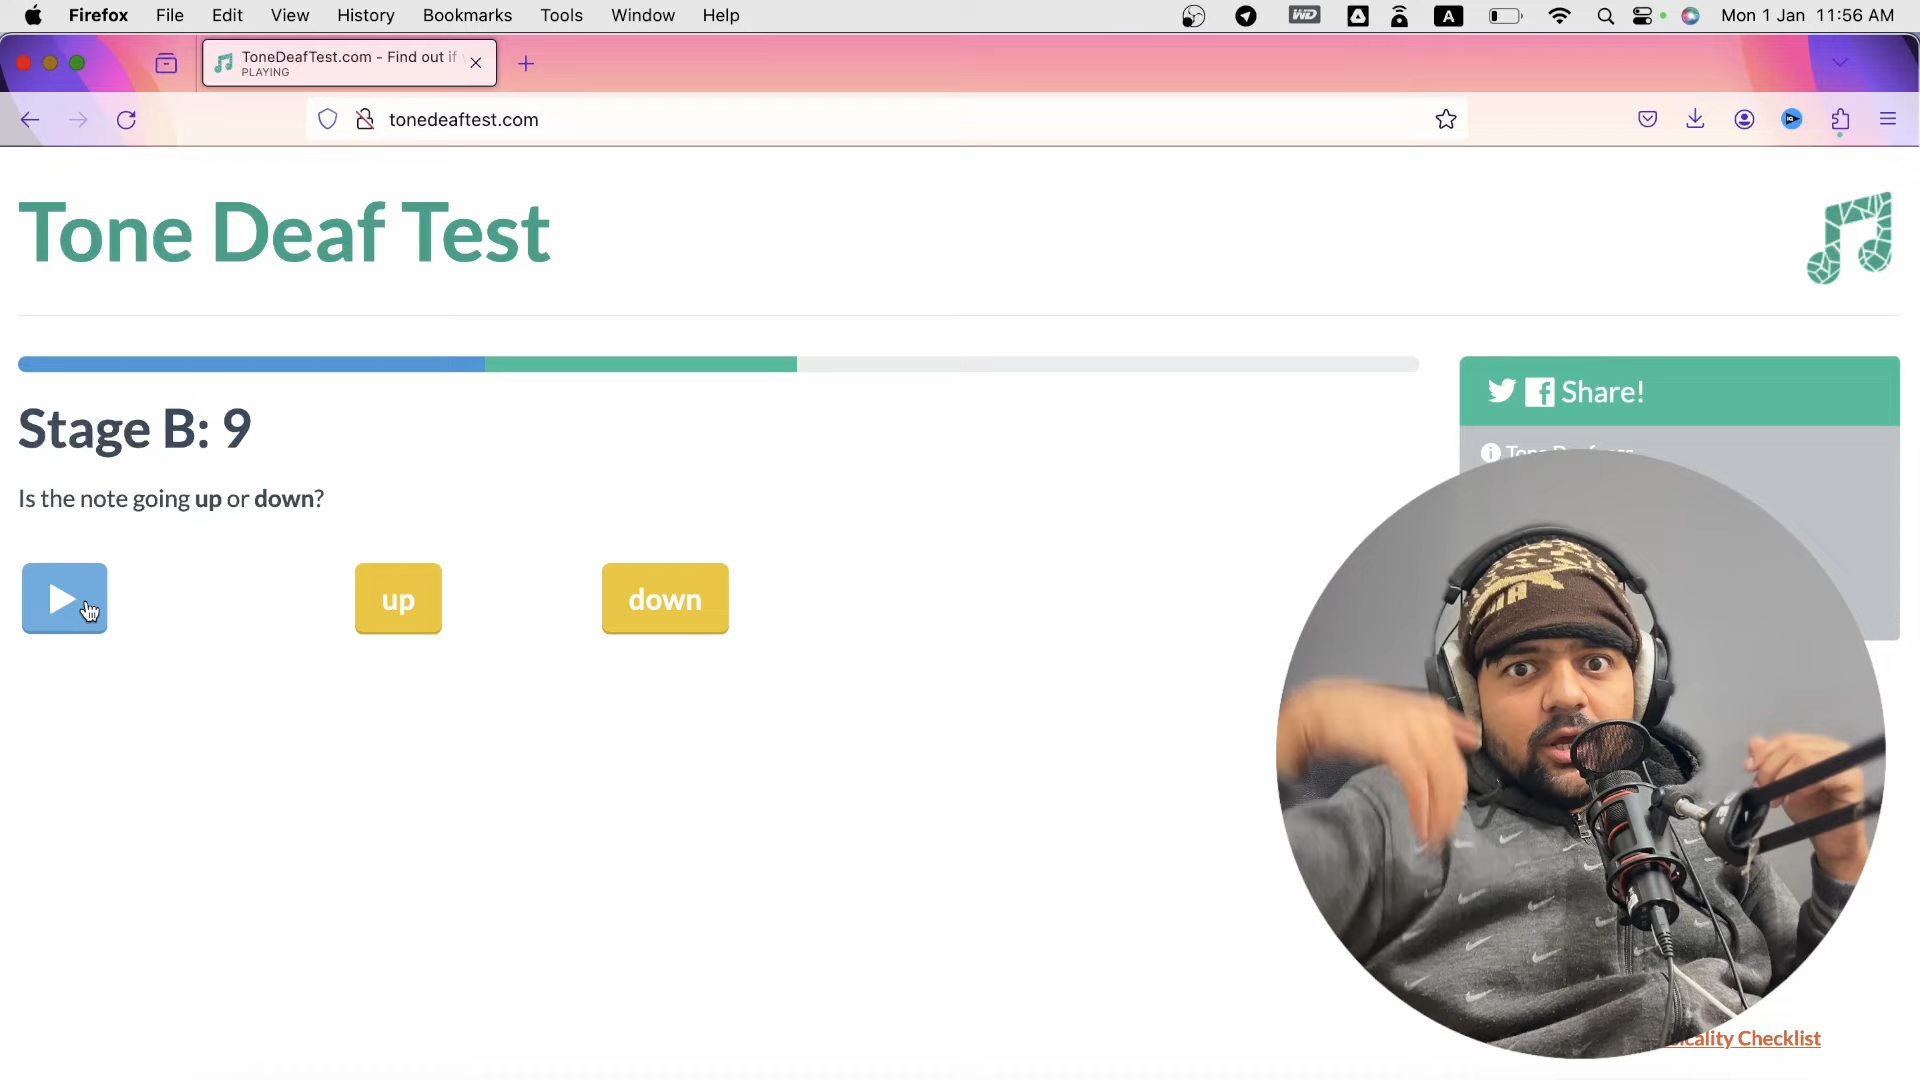 Firefox File Edit View History Bookmarks Tools Window Help WD A Mon 1 Jan 11:56 AM
ToneDeafTest.com - Find out if
PLAYING
tonedeaftest.com
Tone Deaf Test
Share!
Stage B: 9
Is the note going up or down?
up down
Checklist